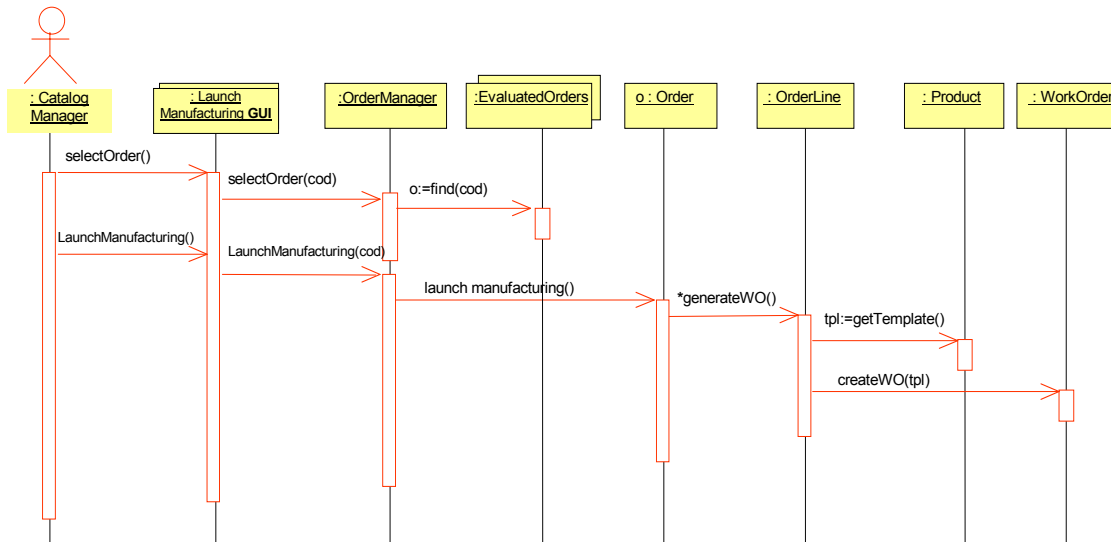 : Catalog
Manager
: Launch
Manufacturing GUI
:OrderManager
:EvaluatedOrders
o : Order
: OrderLine
: Product
: WorkOrder
selectOrder()
selectOrder(cod)
o:=find(cod)
LaunchManufacturing()
LaunchManufacturing(cod)
launch manufacturing()
*generateWO()
tpl:=getTemplate()
createWO(tpl)